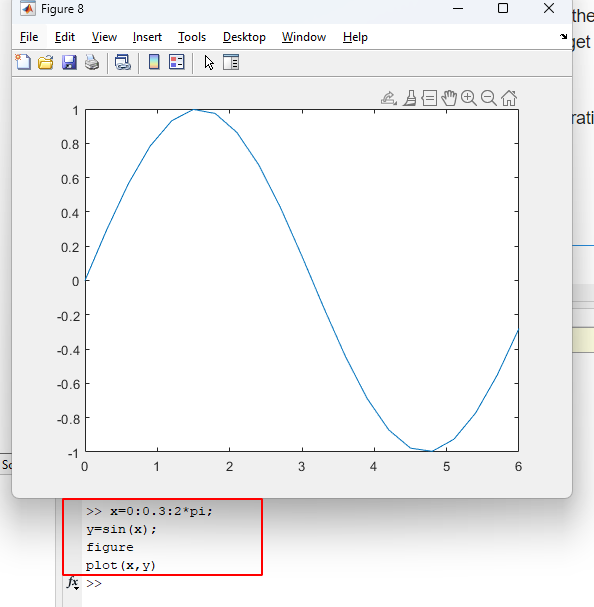 Figure 8
the
File Edit View Insert Tools Desktop Window Help
get
rati
1
0.8
0.6
0.4
0.2
0
-0.2
-0.4
-0.6
-0.8
-1
0 1 2 3 4 5 6
Sc
>> x=0:0.3:2*pi;
y=sin(x);
figure
plot(x,y)
fx >>